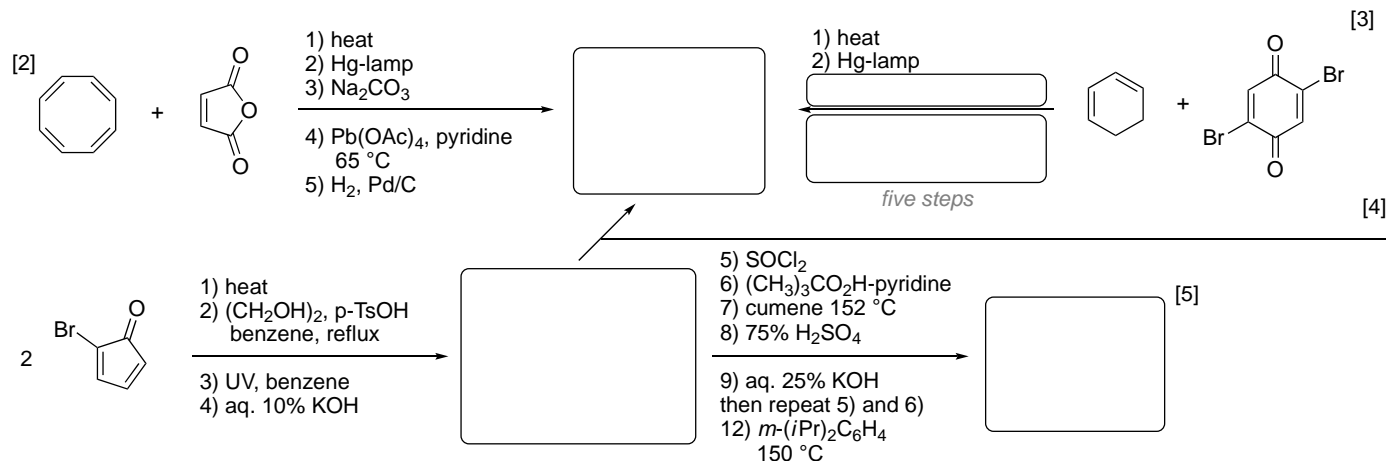 [2]
+
O
O
O
1) heat
2) Hg-lamp
3) Na₂CO₃
4) Pb(OAc)₄, pyridine
65 °C
5) H₂, Pd/C
1) heat
2) Hg-lamp
five steps
+
O
Br
Br
O
[3]
[4]
2
Br
O
1) heat
2) (CH₂OH)₂, p-TsOH
benzene, reflux
3) UV, benzene
4) aq. 10% KOH
5) SOCl₂
6) (CH₃)₃CO₂H-pyridine
7) cumene 152 °C
8) 75% H₂SO₄
9) aq. 25% KOH
then repeat 5) and 6)
12) m-(iPr)₂C₆H₄
150 °C
[5]